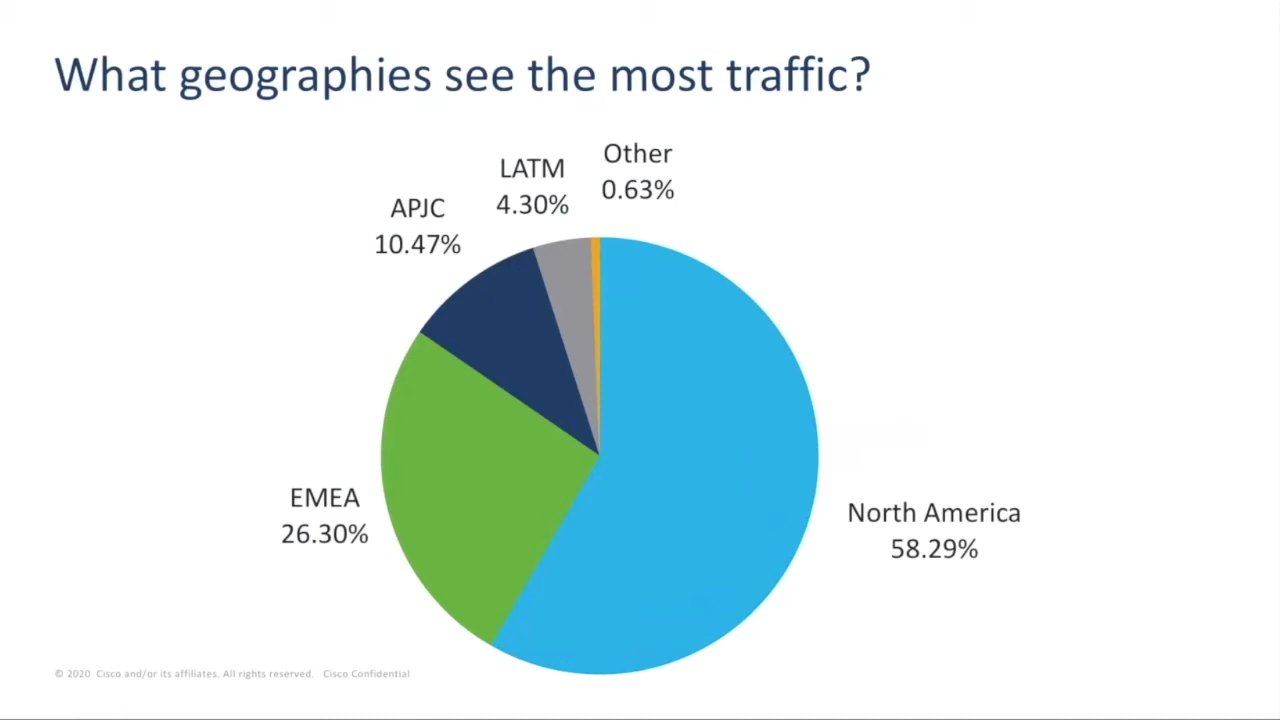 What geographies see the most traffic?
Other
0.63%
LATM
4.30%
APJC
10.47%
EMEA
26.30%
North America
58.29%
© 2020 Cisco and/or its affiliates. All rights reserved. Cisco Confidential